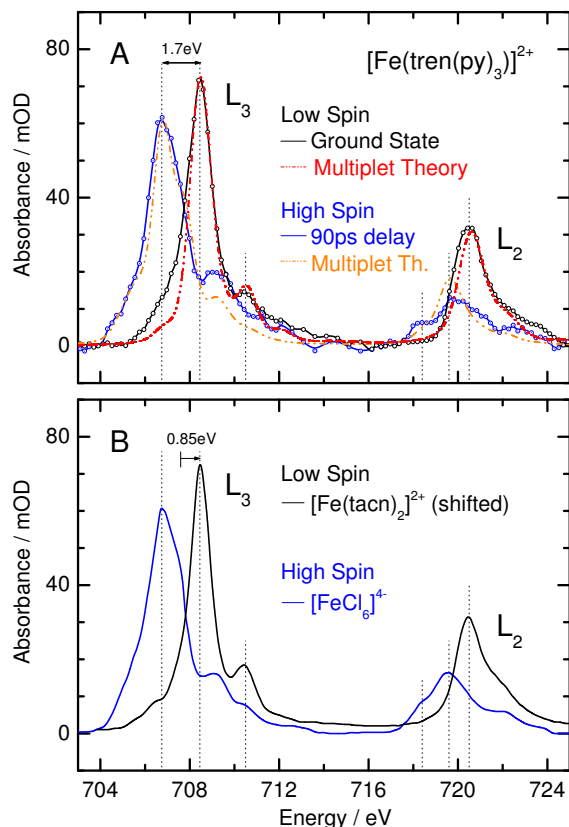 A
1.7eV
[Fe(tren(py)₃)]²⁺
L₃
Low Spin
Ground State
Multiplet Theory
High Spin
90ps delay
Multiplet Th.
L₂
Absorbance / mOD
80
40
0
B
0.85eV
L₃
Low Spin
[Fe(tacn)₂]²⁺ (shifted)
High Spin
[FeCl₆]⁴⁻
L₂
Absorbance / mOD
80
40
0
704 708 712 716 720 724
Energy / eV